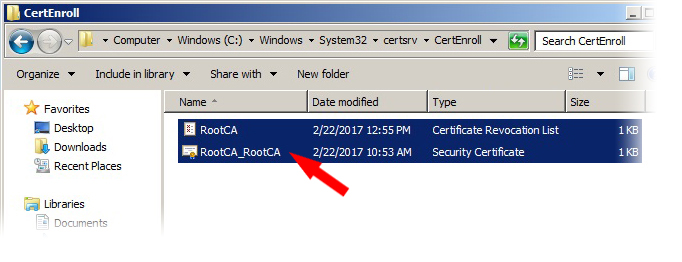 CertEnroll
Computer Windows (C:) Windows System32 certsrv CertEnroll Search CertEnroll
Organize Include in library Share with New folder
Favorites
Desktop
Downloads
Recent Places
Libraries
Documents
Name Date modified Type Size
RootCA 2/22/2017 12:55 PM Certificate Revocation List 1 KB
RootCA_RootCA 2/22/2017 10:53 AM Security Certificate 1 KB